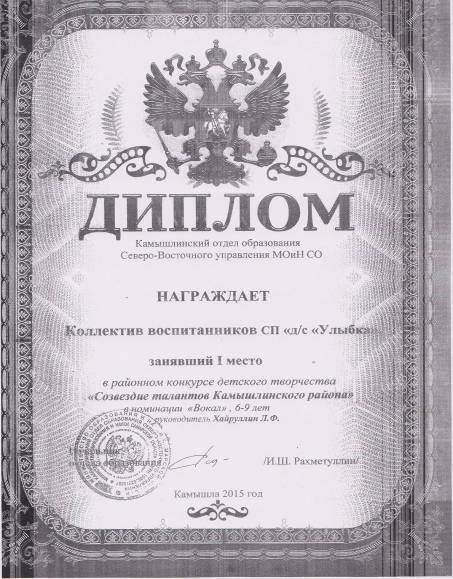 ДИПЛОМ
Камышлинский отдел образования
Северо-Восточного управления МОиН СО
НАГРАЖДАЕТ
Коллектив воспитанников СП «д/с «Улыбка»
занявший I место
в районном конкурсе детского творчества
«Созвездие талантов Камышлинского района»
в номинации «Вокал» , 6-9 лет
руководитель Хайруллин Л.Ф.
отдела образования
/И.Ш. Рахметуллин/
Камышла 2015 год